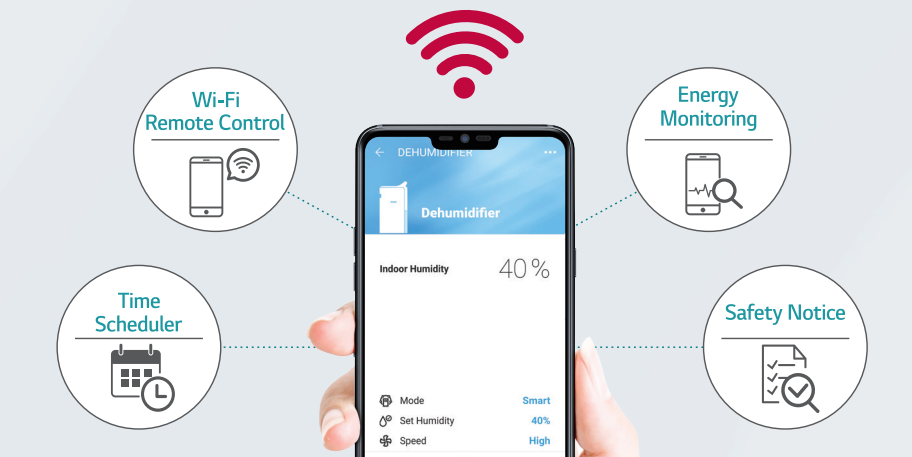 Wi-Fi
Remote Control
Energy
Monitoring
DEHUMIDIFIER
Dehumidifier
Indoor Humidity 40%
Time
Scheduler
Safety Notice
Mode Smart
Set Humidity 40%
Speed High